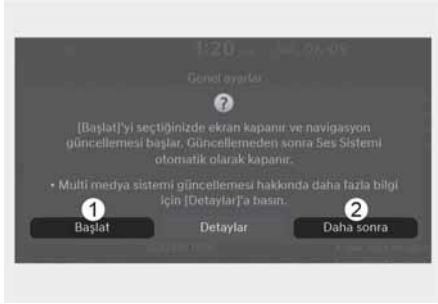 1:20
Genel ayarlar
?
[Başlat]'yi seçtiğinizde ekran kapanır ve navigasyon
güncellemesi başlar. Güncellemeden sonra Ses Sistemi
otomatik olarak kapanır.
• Multi medya sistemi güncellemesi hakkında daha fazla bilgi
için [Detaylar]'a basın.
1 2
Başlat Detaylar Daha sonra